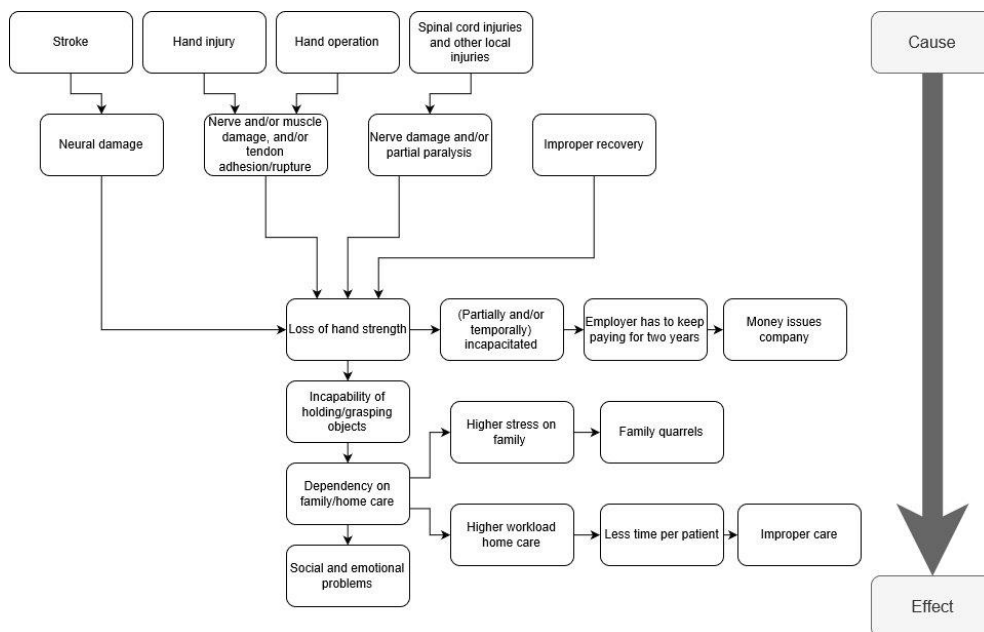 Stroke
Hand injury
Hand operation
Spinal cord injuries
and other local
injuries
Cause
Neural damage
Nerve and/or muscle
damage, and/or
tendon
adhesion/rupture
Nerve damage and/or
partial paralysis
Improper recovery
Loss of hand strength
(Partially and/or
temporally)
incapacitated
Employer has to keep
paying for two years
Money issues
company
Incapability of
holding/grasping
objects
Higher stress on
family
Family quarrels
Dependency on
family/home care
Higher workload
home care
Less time per patient
Improper care
Social and emotional
problems
Effect